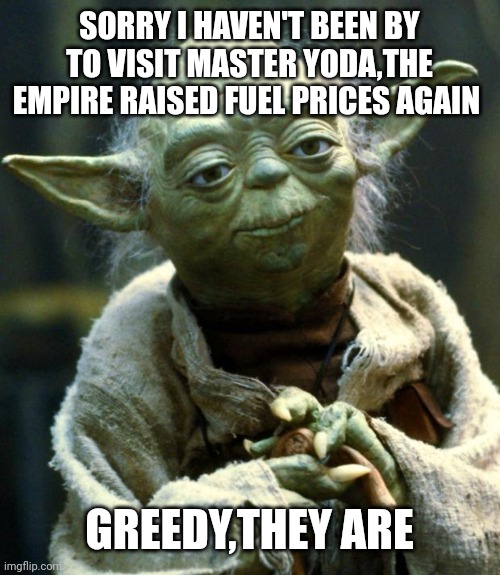 SORRY I HAVEN'T BEEN BY
TO VISIT MASTER YODA,THE
EMPIRE RAISED FUEL PRICES AGAIN
GREEDY,THEY ARE
imgflip.com